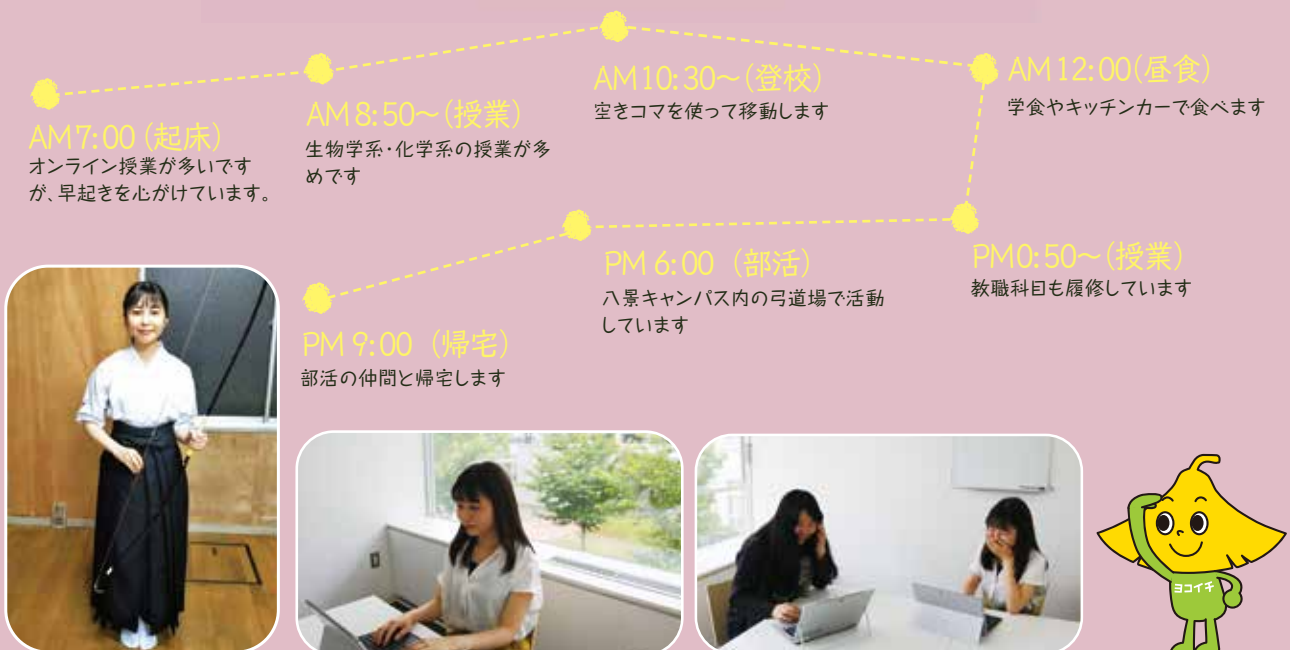 AM7:00（起床）
オンライン授業が多いです
が、早起きを心がけています。
AM8:50～（授業）
生物学系・化学系の授業が多
めです
AM10:30～（登校）
空きコマを使って移動します
AM12:00（昼食）
学食やキッチンカーで食べます
PM0:50～（授業）
教職科目も履修しています
PM 6:00 （部活）
八景キャンパス内の弓道場で活動
しています
PM 9:00 （帰宅）
部活の仲間と帰宅します
ヨコイチ